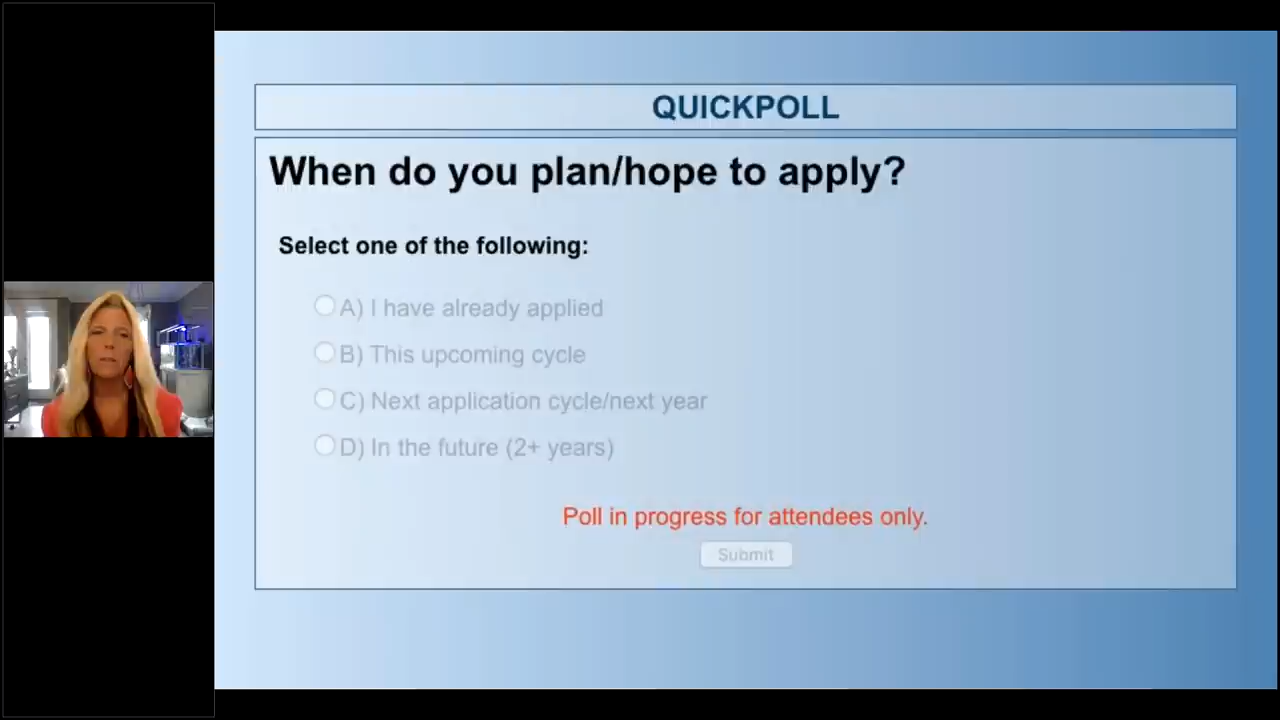 QUICKPOLL
When do you plan/hope to apply?
Select one of the following:
A) I have already applied
B) This upcoming cycle
C) Next application cycle/next year
D) In the future (2+ years)
Poll in progress for attendees only.
Submit